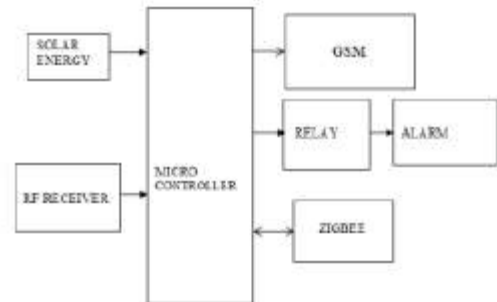 SOLAR
ENERGY
GSM
RELAY
ALARM
MICRO
CONTROLLER
RF RECEIVER
ZIGBEE